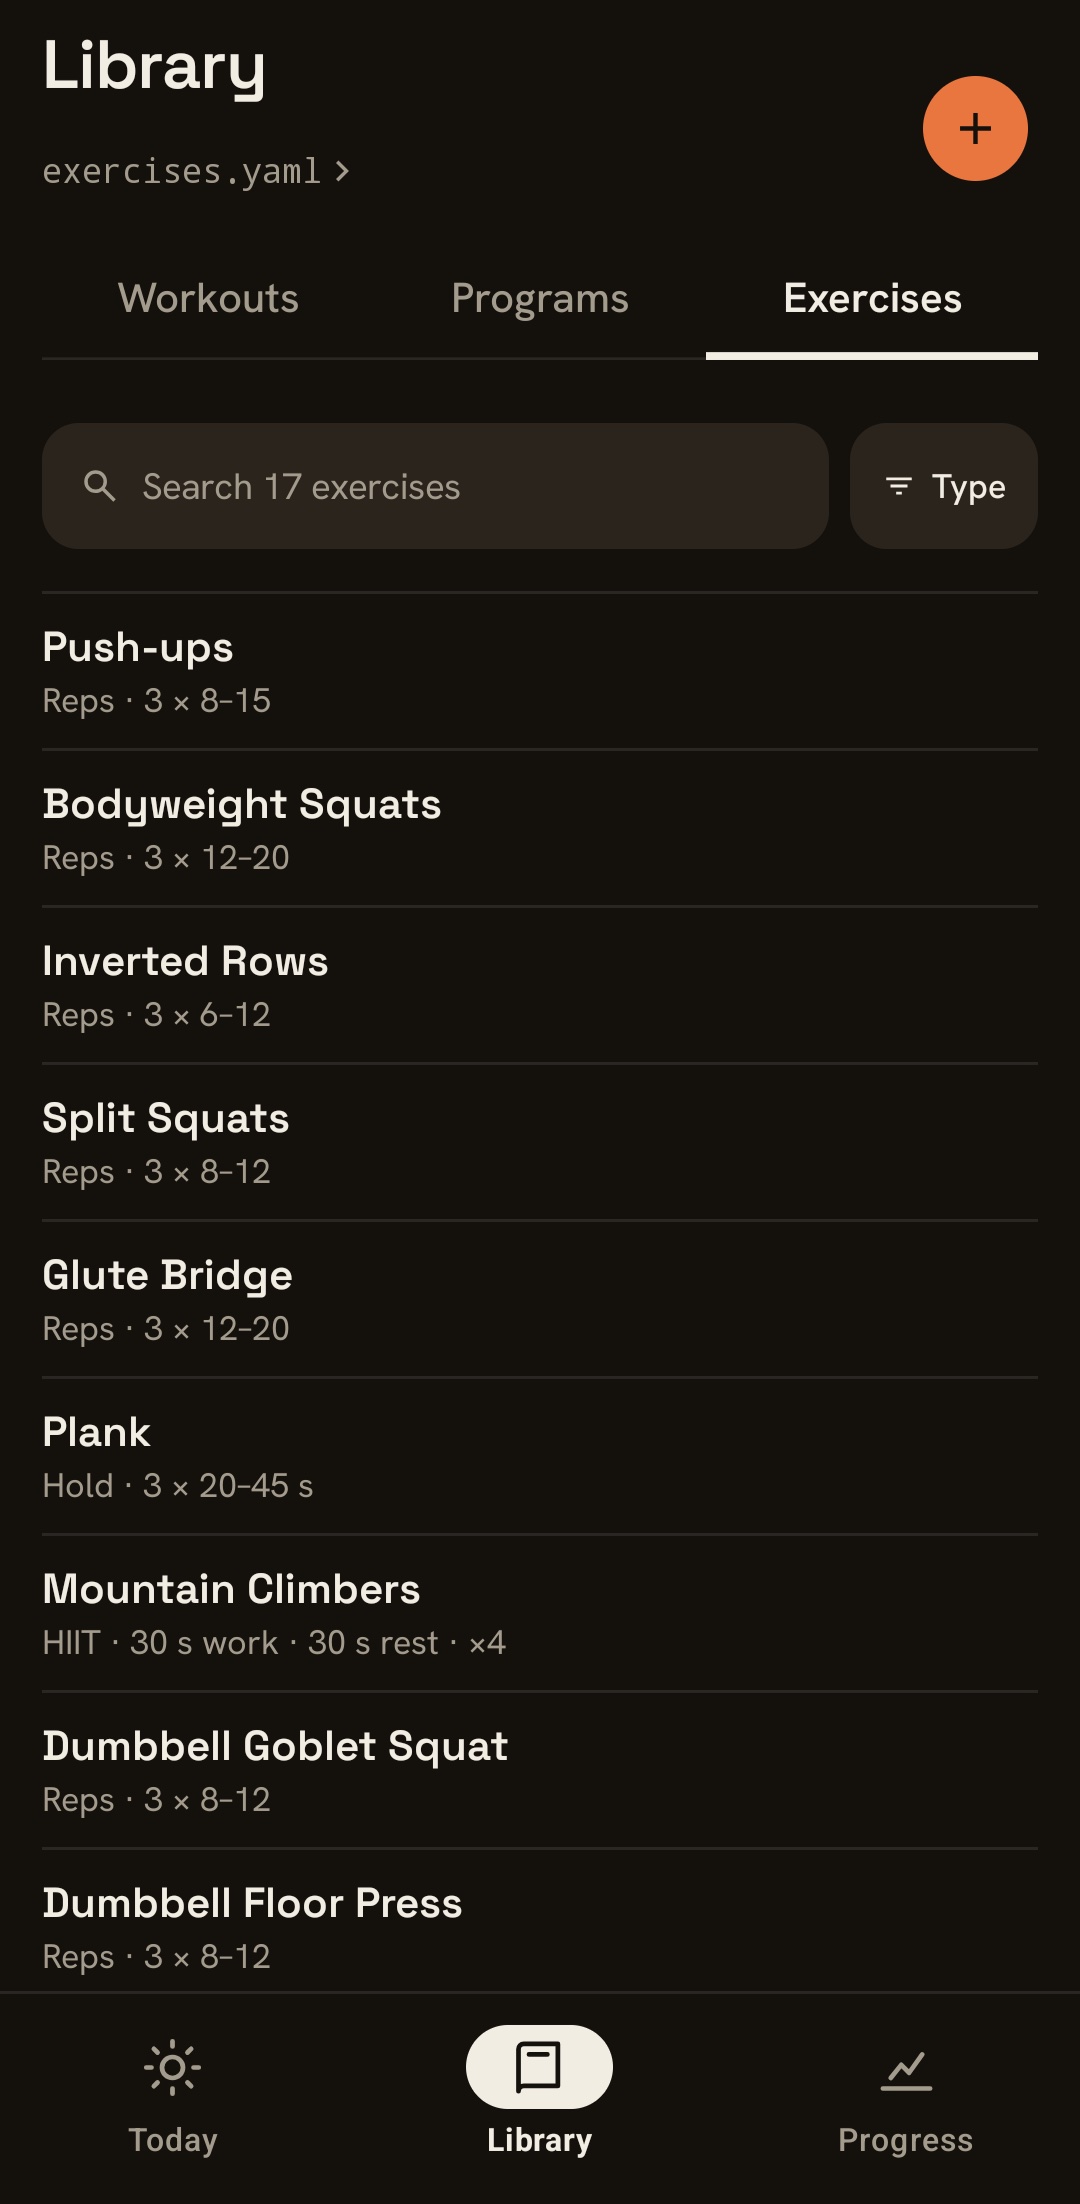 Library
exercises.yaml
Workouts Programs Exercises
Search 17 exercises Type
Push-ups
Reps · 3 × 8–15
Bodyweight Squats
Reps · 3 × 12–20
Inverted Rows
Reps · 3 × 6–12
Split Squats
Reps · 3 × 8–12
Glute Bridge
Reps · 3 × 12–20
Plank
Hold · 3 × 20–45 s
Mountain Climbers
HIIT · 30 s work · 30 s rest · ×4
Dumbbell Goblet Squat
Reps · 3 × 8–12
Dumbbell Floor Press
Reps · 3 × 8–12
Today Library Progress